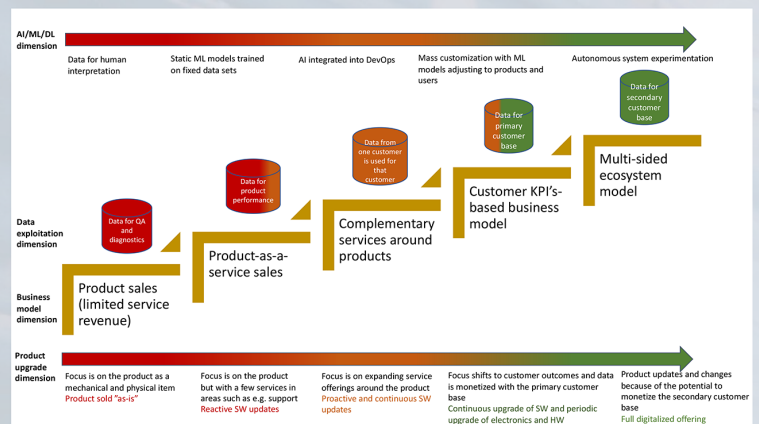 AI/ML/DL
dimension
Data for human
interpretation
Static ML models trained
on fixed data sets
AI integrated into DevOps
Mass customization with ML
models adjusting to products and
users
Autonomous system experimentation
Data for
secondary
customer
base
Data for
primary
customer
base
Data from
one customer
is used for
that
customer
Data for
product
performance
Data for QA
and
diagnostics
Data
exploitation
dimension
Multi-sided
ecosystem
model
Customer KPI's-
based business
model
Complementary
services around
products
Product-as-a-
service sales
Product sales
(limited service
revenue)
Business
model
dimension
Product
upgrade
dimension
Focus is on the product as a
mechanical and physical item
Product sold "as-is"
Focus is on the product
but with a few services in
areas such as e.g. support
Reactive SW updates
Focus is on expanding service
offerings around the product
Proactive and continuous SW
updates
Focus shifts to customer outcomes and data
is monetized with the primary customer
base
Continuous upgrade of SW and periodic
upgrade of electronics and HW
Product updates and changes
because of the potential to
monetize the secondary customer
base
Full digitalized offering